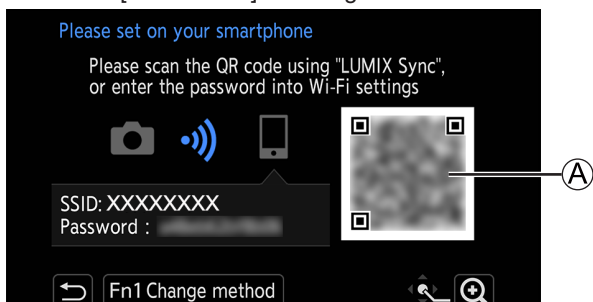 Please set on your smartphone
Please scan the QR code using "LUMIX Sync",
or enter the password into Wi-Fi settings
A
SSID: XXXXXXXX
Password :
Fn1 Change method